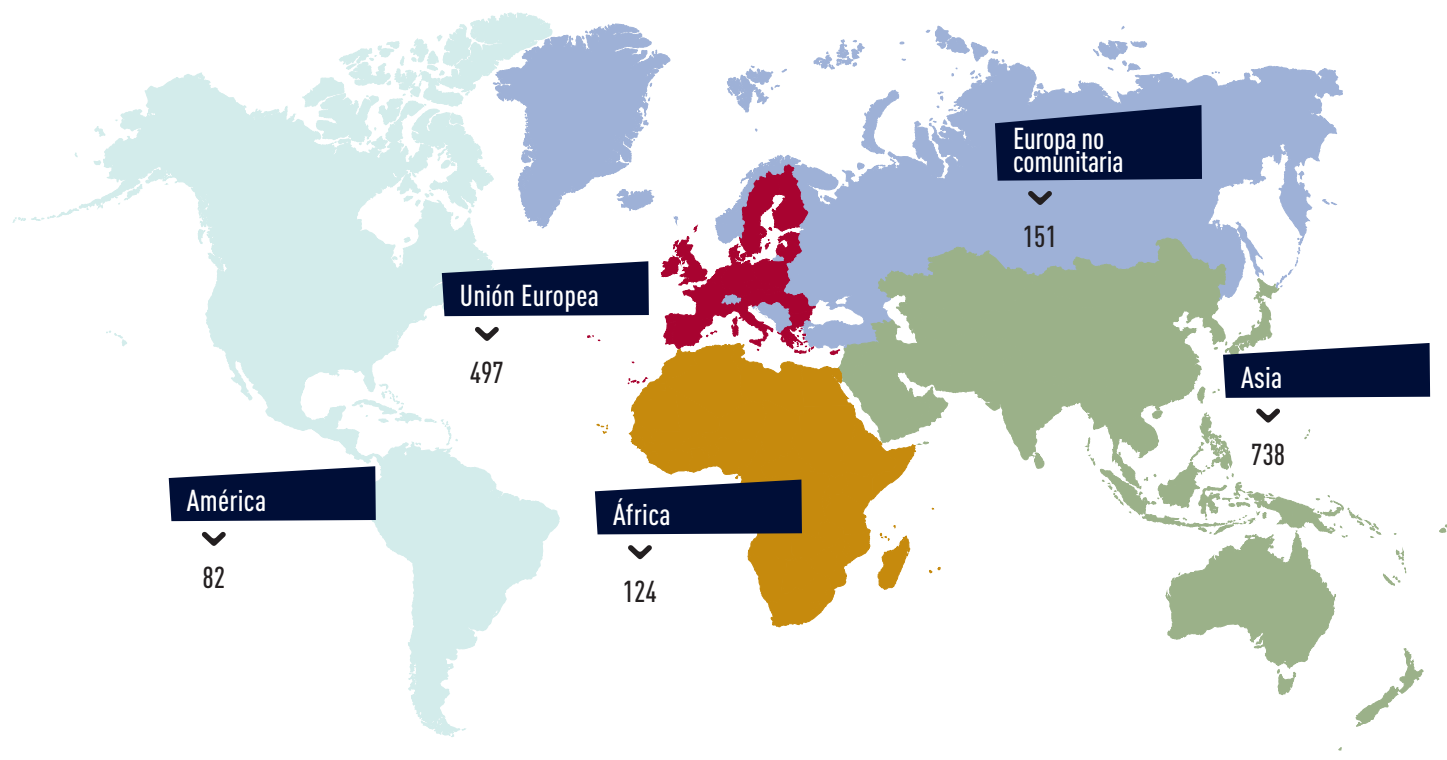 Europa no
comunitaria
151
Unión Europea
497
Asia
738
América
82
África
124